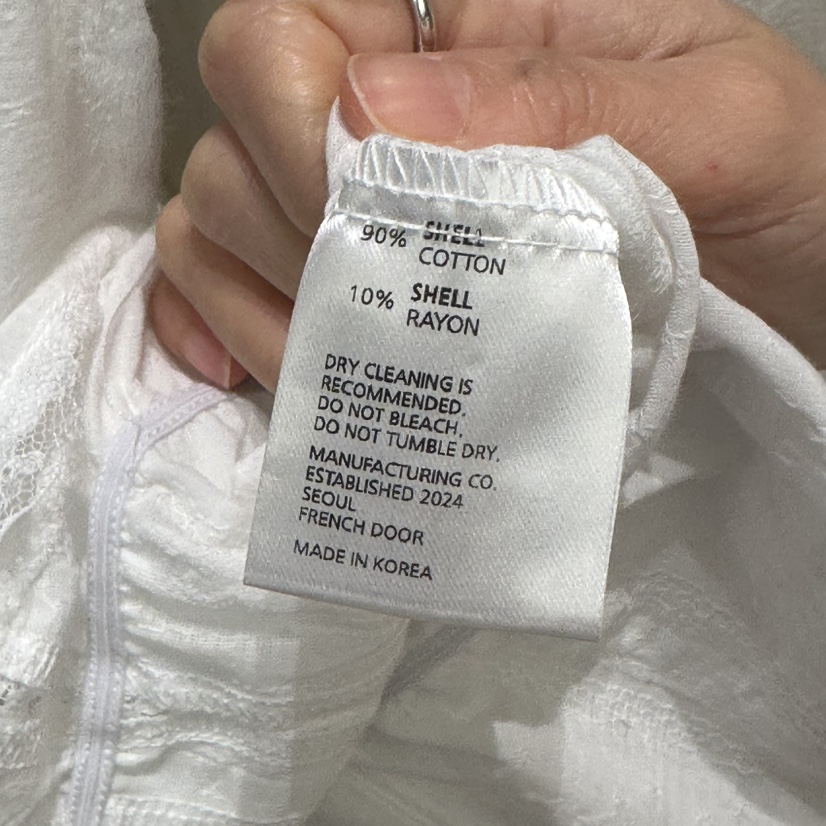 90% SHELL
COTTON
10% SHELL
RAYON
DRY CLEANING IS
RECOMMENDED.
DO NOT BLEACH.
DO NOT TUMBLE DRY.
MANUFACTURING CO.
ESTABLISHED 2024
SEOUL
FRENCH DOOR
MADE IN KOREA